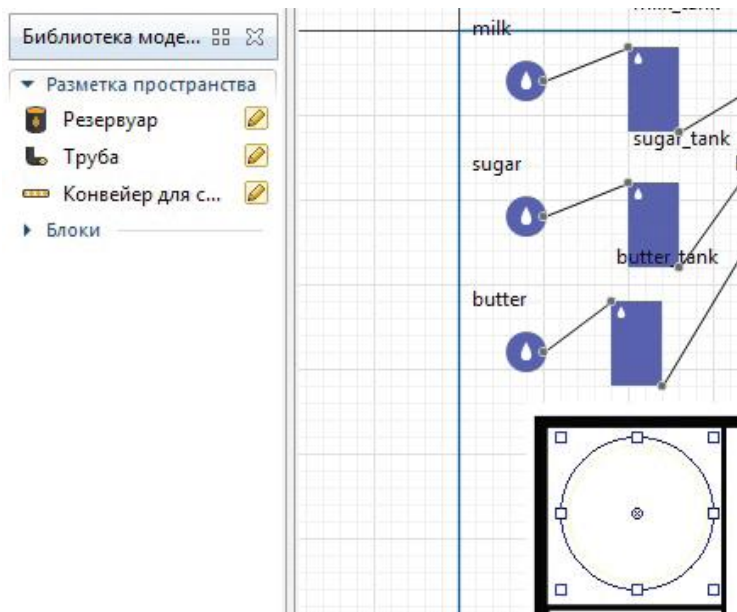 Библиотека моде...
Разметка пространства
Резервуар
Труба
Конвейер для с...
Блоки
milk
sugar_tank
sugar
butter_tank
butter